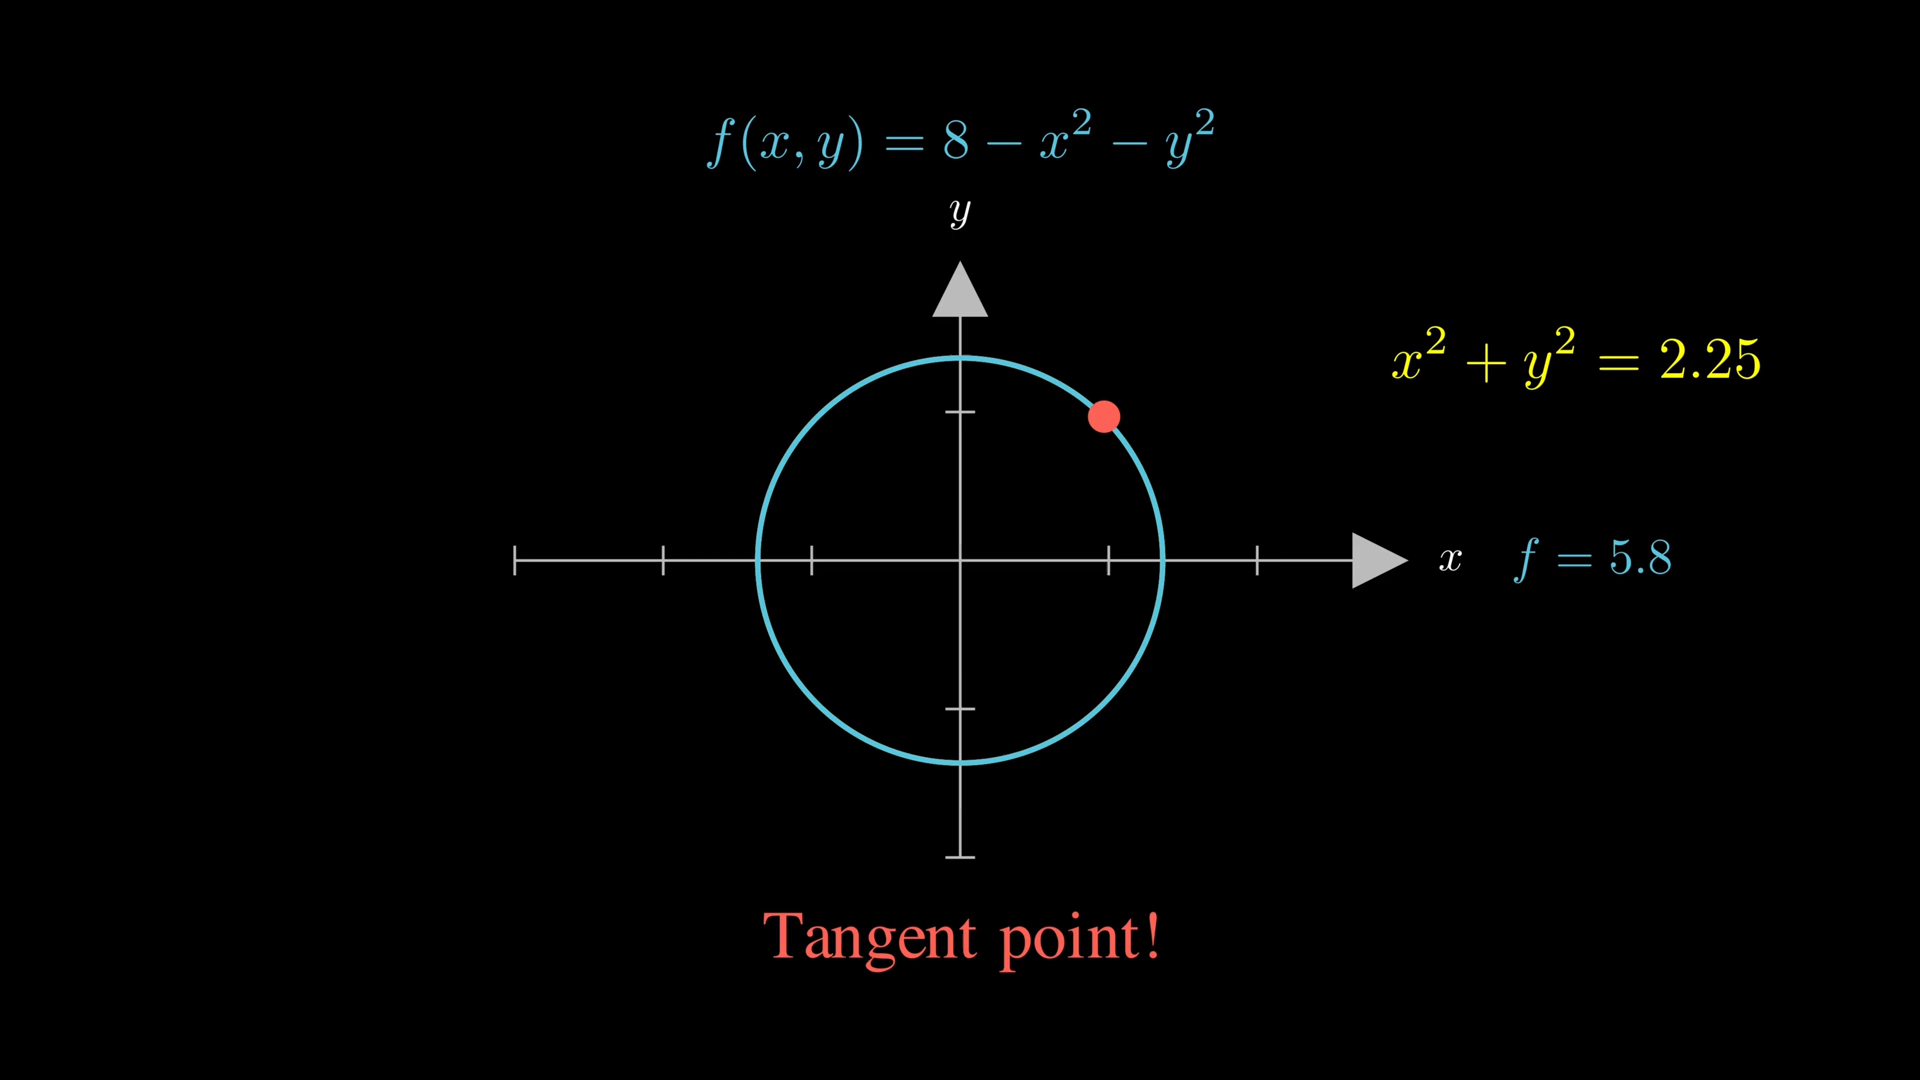 f(x, y) = 8 − x² − y²
y
x² + y² = 2.25
x
f = 5.8
Tangent point!